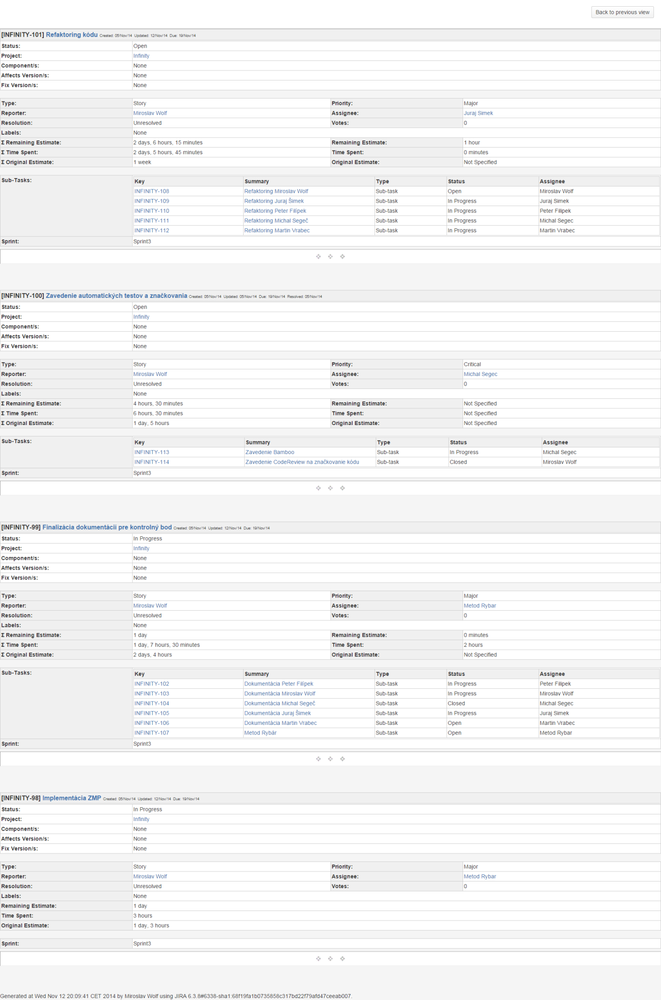 Back to previous view
[INFINITY-101] Refaktoring kódu Created: 05/Nov/14 Updated: 12/Nov/14 Due: 19/Nov/14
Status: Open
Project: Infinity
Component/s: None
Affects Version/s: None
Fix Version/s: None
Type: Story Priority: Major
Reporter: Miroslav Wolf Assignee: Juraj Simek
Resolution: Unresolved Votes: 0
Labels: None
Σ Remaining Estimate: 2 days, 6 hours, 15 minutes Remaining Estimate: 1 hour
Σ Time Spent: 2 days, 5 hours, 45 minutes Time Spent: 0 minutes
Σ Original Estimate: 1 week Original Estimate: Not Specified
Sub-Tasks: Key Summary Type Status Assignee
INFINITY-108 Refaktoring Miroslav Wolf Sub-task Open Miroslav Wolf
INFINITY-109 Refaktoring Juraj Šimek Sub-task In Progress Juraj Simek
INFINITY-110 Refaktoring Peter Filípek Sub-task In Progress Peter Filipek
INFINITY-111 Refaktoring Michal Segeč Sub-task In Progress Michal Segec
INFINITY-112 Refaktoring Martin Vrabec Sub-task In Progress Martin Vrabec
Sprint: Sprint3
[INFINITY-100] Zavedenie automatických testov a značkovania Created: 05/Nov/14 Updated: 05/Nov/14 Due: 19/Nov/14 Resolved: 05/Nov/14
Status: Open
Project: Infinity
Component/s: None
Affects Version/s: None
Fix Version/s: None
Type: Story Priority: Critical
Reporter: Miroslav Wolf Assignee: Michal Segec
Resolution: Unresolved Votes: 0
Labels: None
Σ Remaining Estimate: 4 hours, 30 minutes Remaining Estimate: Not Specified
Σ Time Spent: 6 hours, 30 minutes Time Spent: Not Specified
Σ Original Estimate: 1 day, 5 hours Original Estimate: Not Specified
Sub-Tasks: Key Summary Type Status Assignee
INFINITY-113 Zavedenie Bamboo Sub-task In Progress Michal Segec
INFINITY-114 Zavedenie CodeReview na značkovanie kódu Sub-task Closed Miroslav Wolf
Sprint: Sprint3
[INFINITY-99] Finalizácia dokumentácii pre kontrolný bod Created: 05/Nov/14 Updated: 12/Nov/14 Due: 19/Nov/14
Status: In Progress
Project: Infinity
Component/s: None
Affects Version/s: None
Fix Version/s: None
Type: Story Priority: Major
Reporter: Miroslav Wolf Assignee: Metod Rybar
Resolution: Unresolved Votes: 0
Labels: None
Σ Remaining Estimate: 1 day Remaining Estimate: 0 minutes
Σ Time Spent: 1 day, 7 hours, 30 minutes Time Spent: 2 hours
Σ Original Estimate: 2 days, 4 hours Original Estimate: Not Specified
Sub-Tasks: Key Summary Type Status Assignee
INFINITY-102 Dokumentácia Peter Filípek Sub-task In Progress Peter Filipek
INFINITY-103 Dokumentácia Miroslav Wolf Sub-task In Progress Miroslav Wolf
INFINITY-104 Dokumentácia Michal Segeč Sub-task Closed Michal Segec
INFINITY-105 Dokumentácia Juraj Šimek Sub-task In Progress Juraj Simek
INFINITY-106 Dokumentácia Martin Vrabec Sub-task Open Martin Vrabec
INFINITY-107 Metod Rybár Sub-task Open Metod Rybar
Sprint: Sprint3
[INFINITY-98] Implementácia ZMP Created: 05/Nov/14 Updated: 12/Nov/14 Due: 19/Nov/14
Status: In Progress
Project: Infinity
Component/s: None
Affects Version/s: None
Fix Version/s: None
Type: Story Priority: Major
Reporter: Miroslav Wolf Assignee: Metod Rybar
Resolution: Unresolved Votes: 0
Labels: None
Remaining Estimate: 1 day
Time Spent: 3 hours
Original Estimate: 1 day, 3 hours
Sprint: Sprint3
Generated at Wed Nov 12 20:09:41 CET 2014 by Miroslav Wolf using JIRA 6.3.8#6338-sha1:68f19fa1b0735858c317bd22f79afd47ceeab007.